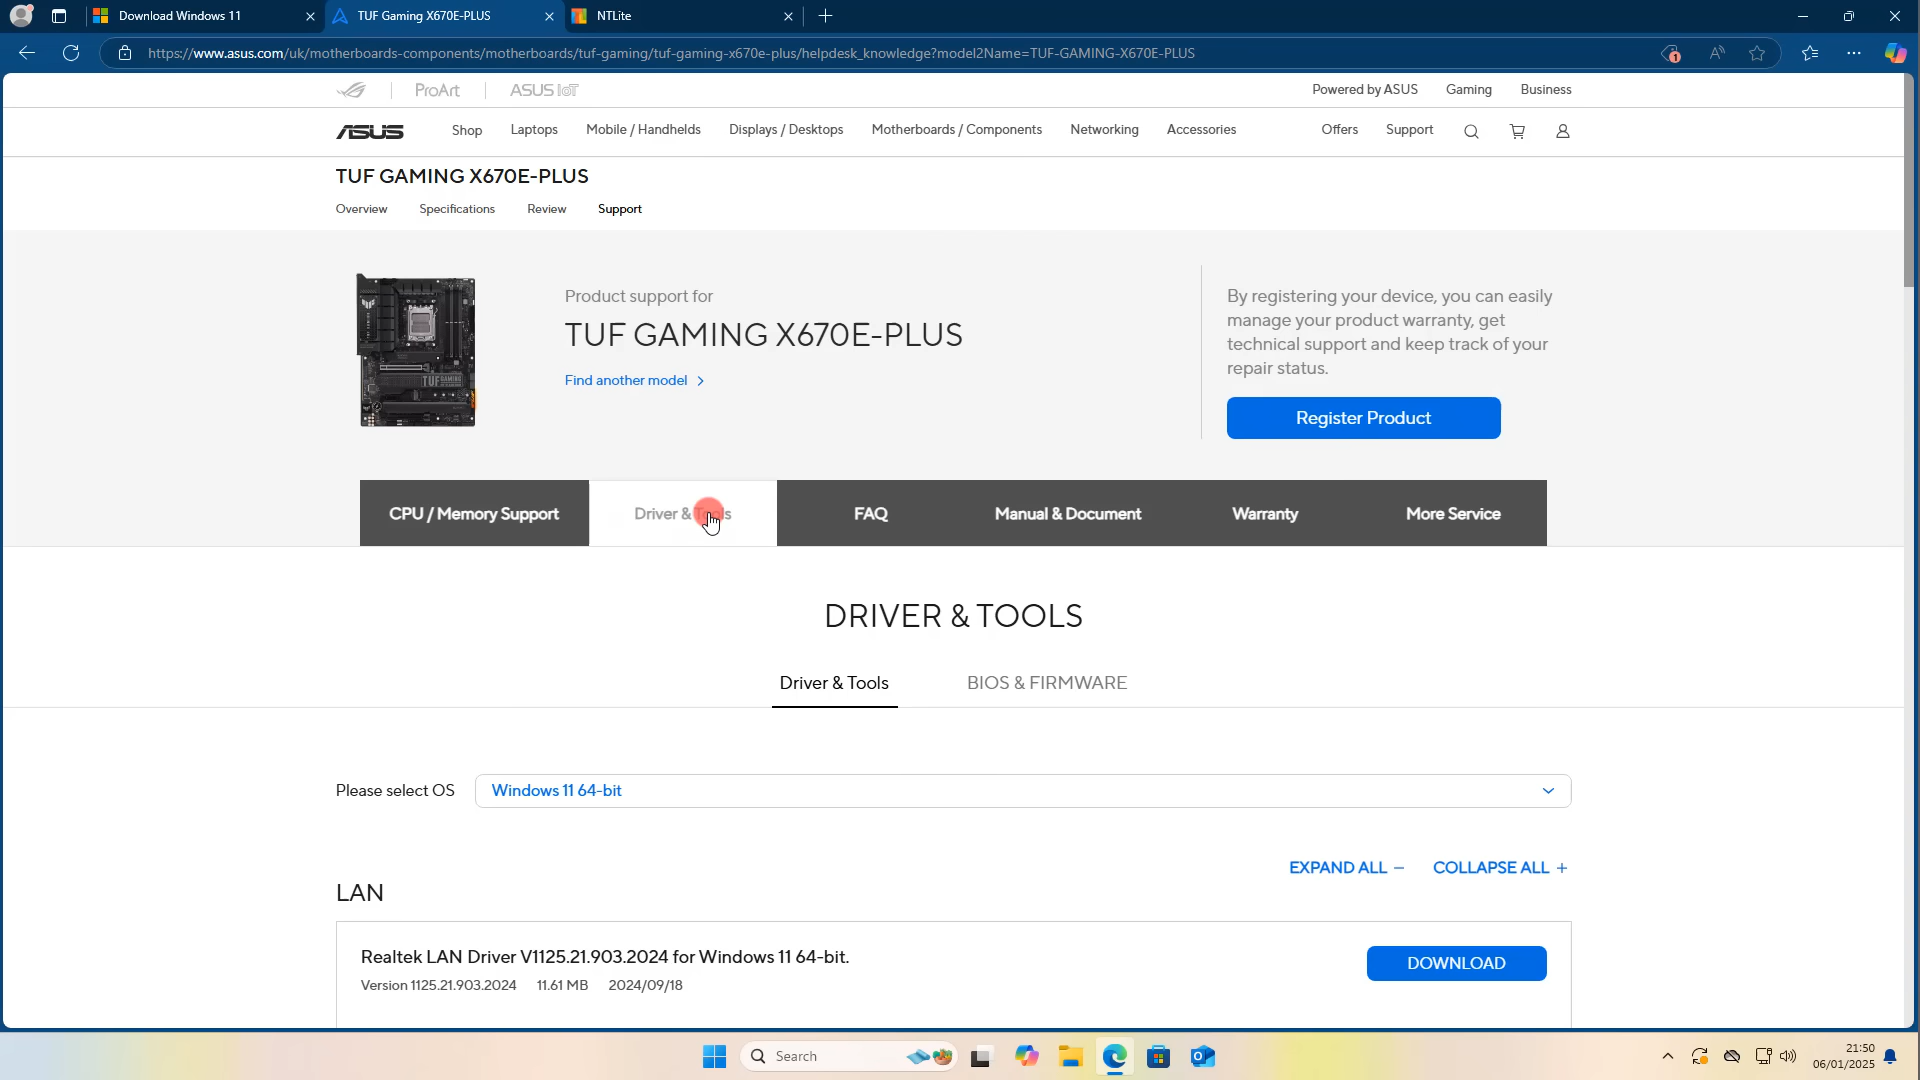 Download Windows 11
TUF Gaming X670E-PLUS
NTLite
https://www.asus.com/uk/motherboards-components/motherboards/tuf-gaming/tuf-gaming-x670e-plus/helpdesk_knowledge?model2Name=TUF-GAMING-X670E-PLUS
1
ProArt
ASUS IoT
Powered by ASUS
Gaming
Business
ASUS
Shop
Laptops
Mobile / Handhelds
Displays / Desktops
Motherboards / Components
Networking
Accessories
Offers
Support
TUF GAMING X670E-PLUS
Overview
Specifications
Review
Support
Product support for
TUF GAMING X670E-PLUS
Find another model
By registering your device, you can easily
manage your product warranty, get
technical support and keep track of your
repair status.
Register Product
CPU / Memory Support
Driver & Tools
FAQ
Manual & Document
Warranty
More Service
DRIVER & TOOLS
Driver & Tools
BIOS & FIRMWARE
Please select OS
Windows 11 64-bit
EXPAND ALL −
COLLAPSE ALL +
LAN
Realtek LAN Driver V1125.21.903.2024 for Windows 11 64-bit.
Version 1125.21.903.2024
11.61 MB
2024/09/18
DOWNLOAD
Search
21:50
06/01/2025